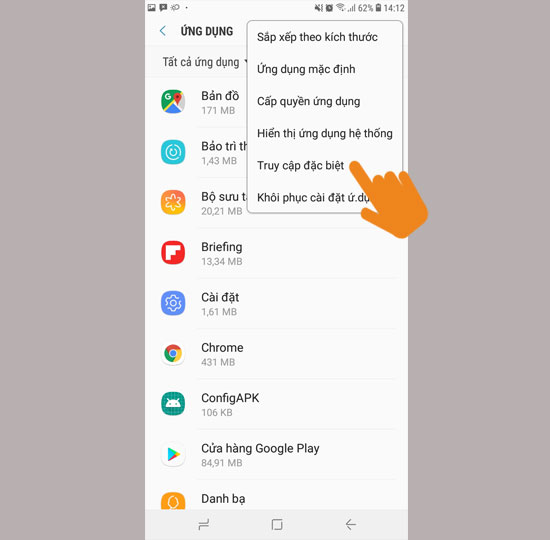 62% 14:12
ỨNG DỤNG
Tất cả ứng dụng
Sắp xếp theo kích thước
Ứng dụng mặc định
Cấp quyền ứng dụng
Hiển thị ứng dụng hệ thống
Truy cập đặc biệt
Khôi phục cài đặt ứ.dụ
Bản đồ
171 MB
Bảo trì th
1,43 MB
Bộ sưu t
20,21 MB
Briefing
13,34 MB
Cài đặt
1,61 MB
Chrome
431 MB
ConfigAPK
106 KB
Cửa hàng Google Play
84,91 MB
Danh bạ